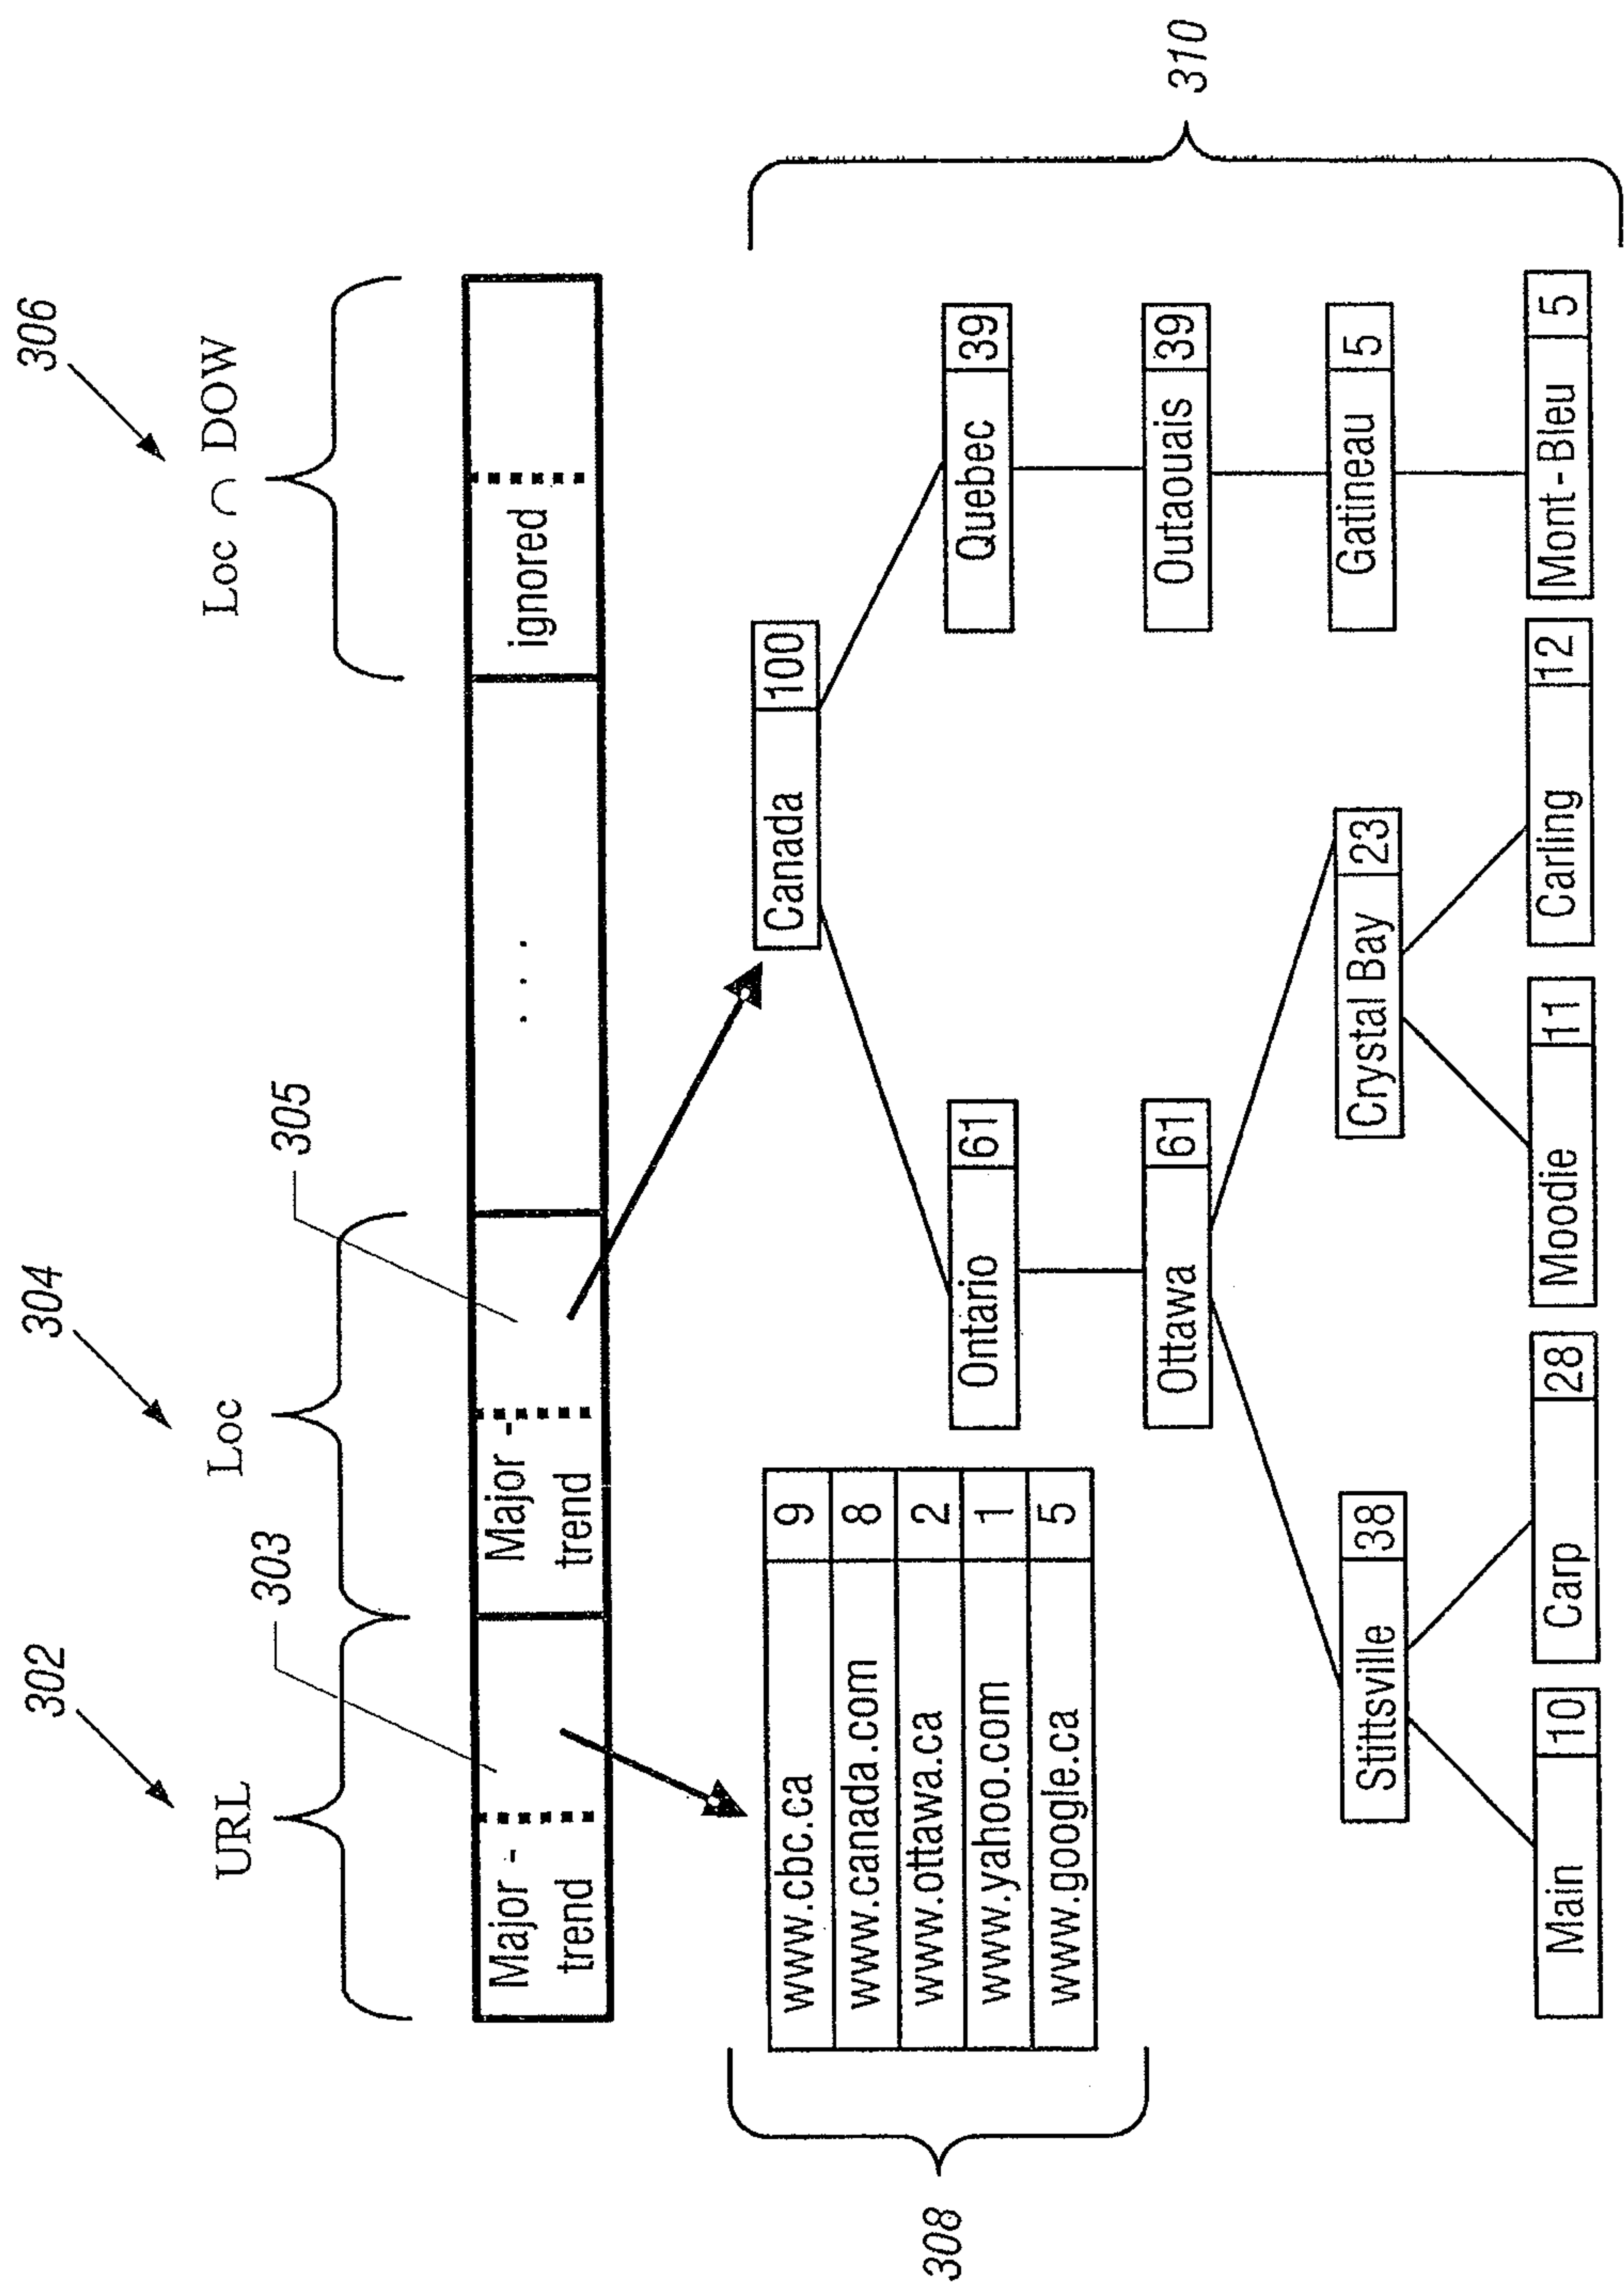 302
304
306
URL
Loc
Loc ∩ DOW
303
305
Major - trend
Major - trend
. . .
ignored
308
www.cbc.ca 9
www.canada.com 8
www.ottawa.ca 2
www.yahoo.com 1
www.google.ca 5
Canada 100
Ontario 61
Quebec 39
Ottawa 61
Outaouais 39
Stittsville 38
Crystal Bay 23
Gatineau 5
Main 10
Carp 28
Moodie 11
Carling 12
Mont-Bleu 5
310